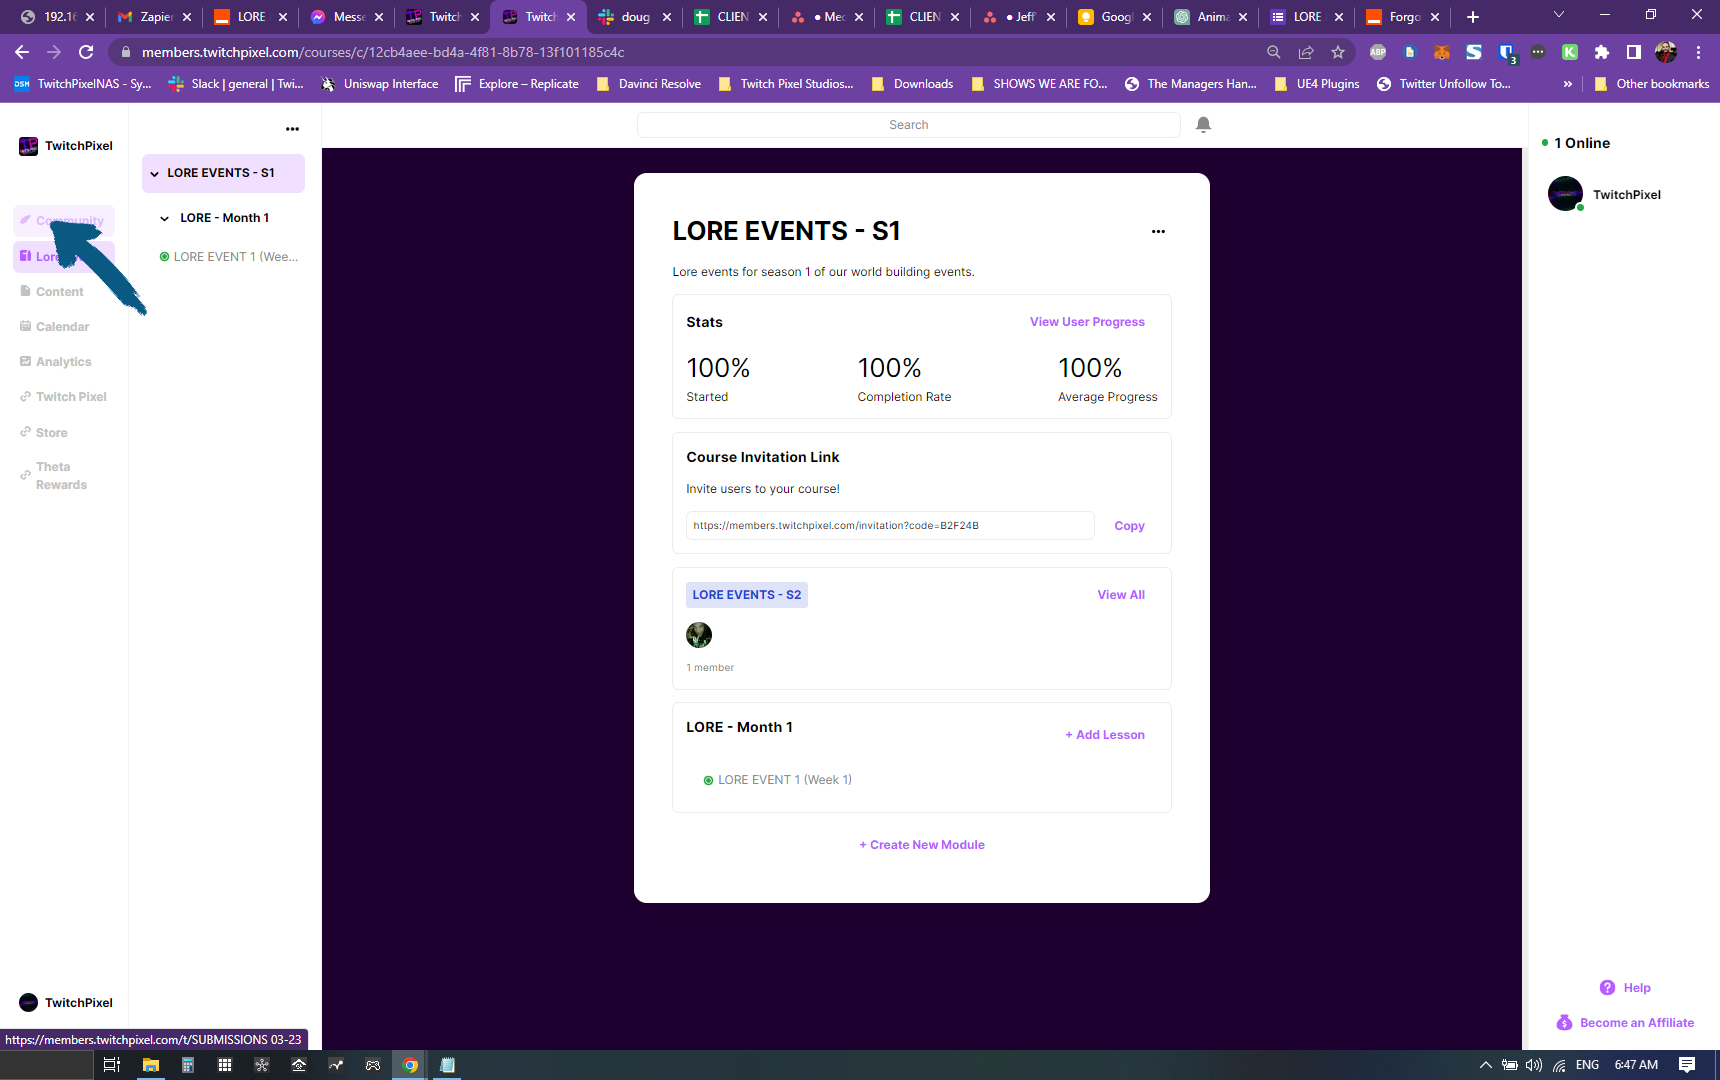 192.16
Zapier
LORE
Messe
Twitch
Twitch
doug
CLIEN
Mec
CLIEN
Jeff
Goog
Anima
LORE
Forgo
members.twitchpixel.com/courses/c/12cb4aee-bd4a-4f81-8b78-13f101185c4c
ABP
3
DSM
TwitchPixelNAS - Sy...
Slack | general | Twi...
Uniswap Interface
Explore – Replicate
Davinci Resolve
Twitch Pixel Studios...
Downloads
SHOWS WE ARE FO...
The Managers Han...
UE4 Plugins
Twitter Unfollow To...
»
Other bookmarks
TwitchPixel
Community
Lore
Content
Calendar
Analytics
Twitch Pixel
Store
Theta
Rewards
TwitchPixel
LORE EVENTS - S1
LORE - Month 1
LORE EVENT 1 (Wee...
Search
LORE EVENTS - S1
Lore events for season 1 of our world building events.
Stats
View User Progress
100%
100%
100%
Started
Completion Rate
Average Progress
Course Invitation Link
Invite users to your course!
https://members.twitchpixel.com/invitation?code=B2F24B
Copy
LORE EVENTS - S2
View All
1 member
LORE - Month 1
+ Add Lesson
LORE EVENT 1 (Week 1)
+ Create New Module
1 Online
TwitchPixel
Help
Become an Affiliate
https://members.twitchpixel.com/t/SUBMISSIONS 03-23
ENG
6:47 AM